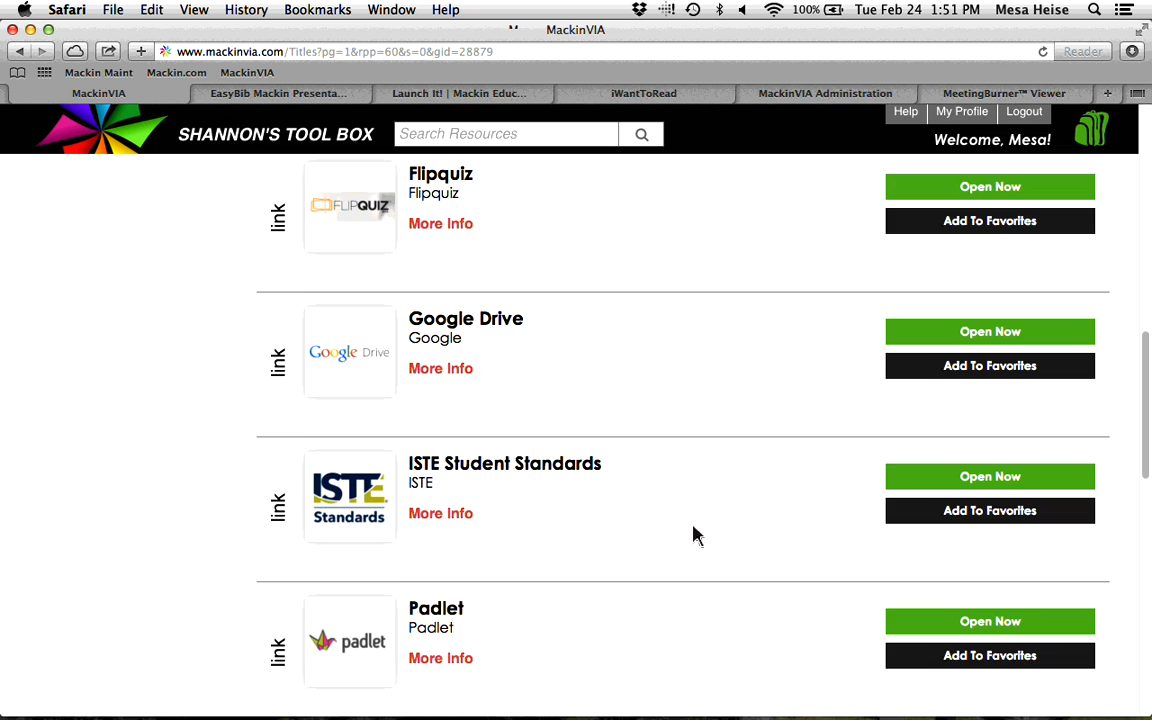 Safari File Edit View History Bookmarks Window Help 100% Tue Feb 24 1:51 PM Mesa Heise
MackinVIA
www.mackinvia.com/Titles?pg=1&rpp=60&s=0&gid=28879 Reader
Mackin Maint Mackin.com MackinVIA
MackinVIA EasyBib Mackin Presenta... Launch It! | Mackin Educ... iWantToRead MackinVIA Administration MeetingBurner™ Viewer
Help My Profile Logout
SHANNON'S TOOL BOX Search Resources Welcome, Mesa!
link
FLIPQUIZ
Flipquiz
Flipquiz
More Info
Open Now
Add To Favorites
link
Google Drive
Google Drive
Google
More Info
Open Now
Add To Favorites
link
ISTE
Standards
ISTE Student Standards
ISTE
More Info
Open Now
Add To Favorites
link
padlet
Padlet
Padlet
More Info
Open Now
Add To Favorites